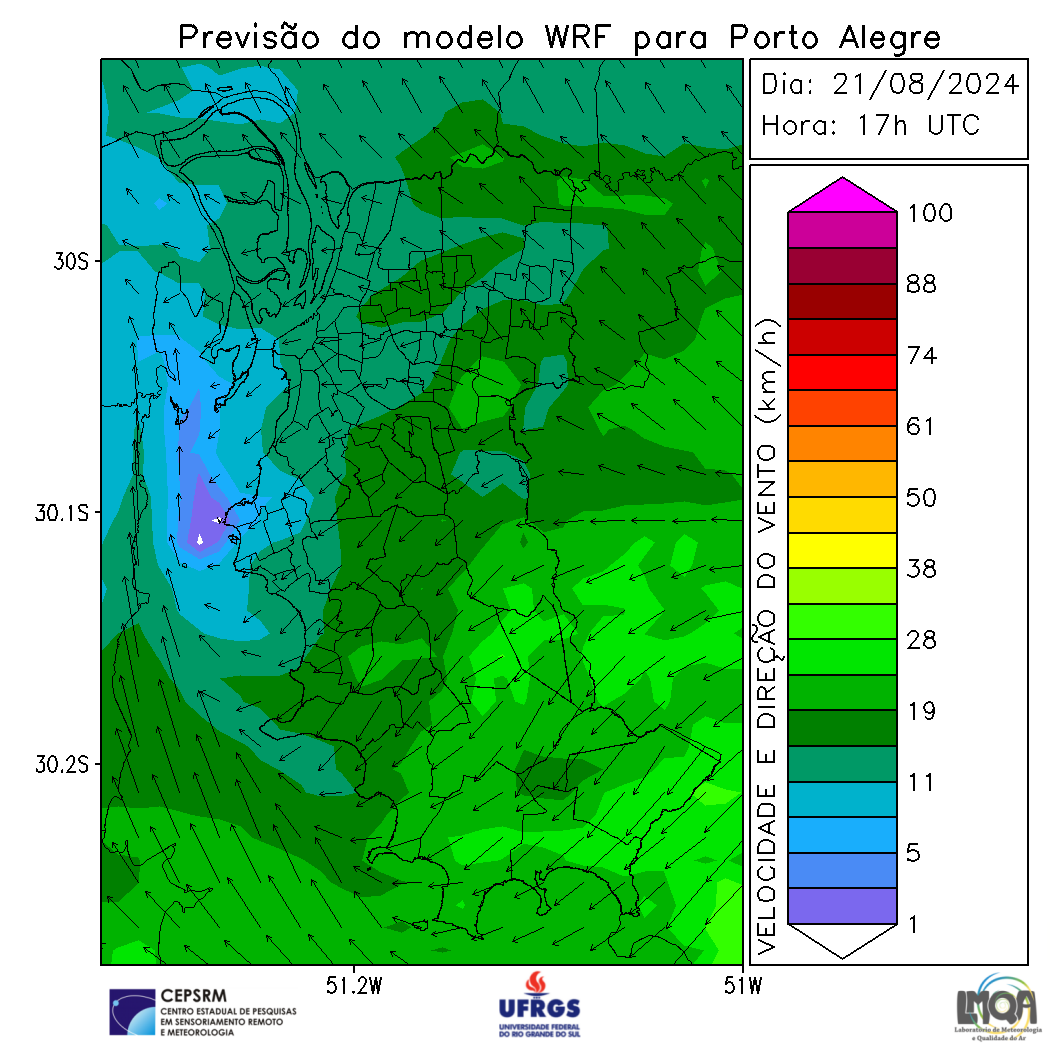 Previsão do modelo WRF para Porto Alegre
Dia: 21/08/2024
Hora: 17h UTC
30S
30.1S
30.2S
51.2W
51W
VELOCIDADE E DIREÇÃO DO VENTO (km/h)
100
88
74
61
50
38
28
19
11
5
1
CEPSRM
CENTRO ESTADUAL DE PESQUISAS
EM SENSORIAMENTO REMOTO
E METEOROLOGIA
UFRGS
UNIVERSIDADE FEDERAL
DO RIO GRANDE DO SUL
LMQA
Laboratório de Meteorologia
e Qualidade do Ar